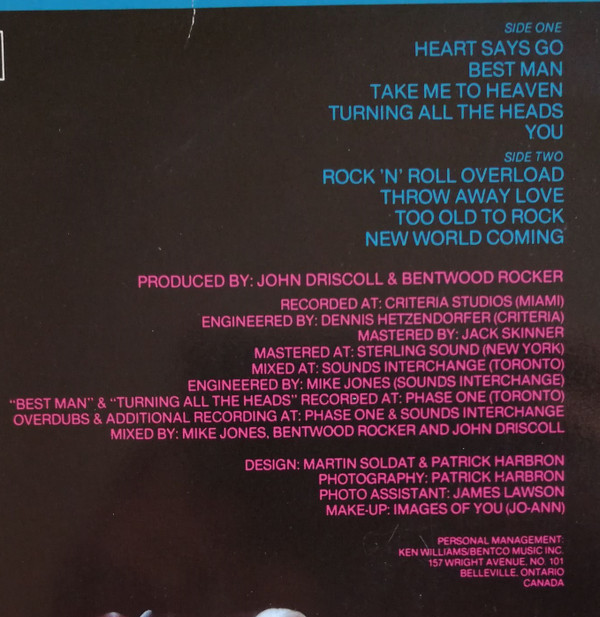 SIDE ONE
HEART SAYS GO
BEST MAN
TAKE ME TO HEAVEN
TURNING ALL THE HEADS
YOU
SIDE TWO
ROCK 'N' ROLL OVERLOAD
THROW AWAY LOVE
TOO OLD TO ROCK
NEW WORLD COMING
PRODUCED BY: JOHN DRISCOLL & BENTWOOD ROCKER
RECORDED AT: CRITERIA STUDIOS (MIAMI)
ENGINEERED BY: DENNIS HETZENDORFER (CRITERIA)
MASTERED BY: JACK SKINNER
MASTERED AT: STERLING SOUND (NEW YORK)
MIXED AT: SOUNDS INTERCHANGE (TORONTO)
ENGINEERED BY: MIKE JONES (SOUNDS INTERCHANGE)
"BEST MAN" & "TURNING ALL THE HEADS" RECORDED AT: PHASE ONE (TORONTO)
OVERDUBS & ADDITIONAL RECORDING AT: PHASE ONE & SOUNDS INTERCHANGE
MIXED BY: MIKE JONES, BENTWOOD ROCKER AND JOHN DRISCOLL
DESIGN: MARTIN SOLDAT & PATRICK HARBRON
PHOTOGRAPHY: PATRICK HARBRON
PHOTO ASSISTANT: JAMES LAWSON
MAKE-UP: IMAGES OF YOU (JO-ANN)
PERSONAL MANAGEMENT:
KEN WILLIAMS/BENTCO MUSIC INC.
157 WRIGHT AVENUE, NO. 101
BELLEVILLE, ONTARIO
CANADA